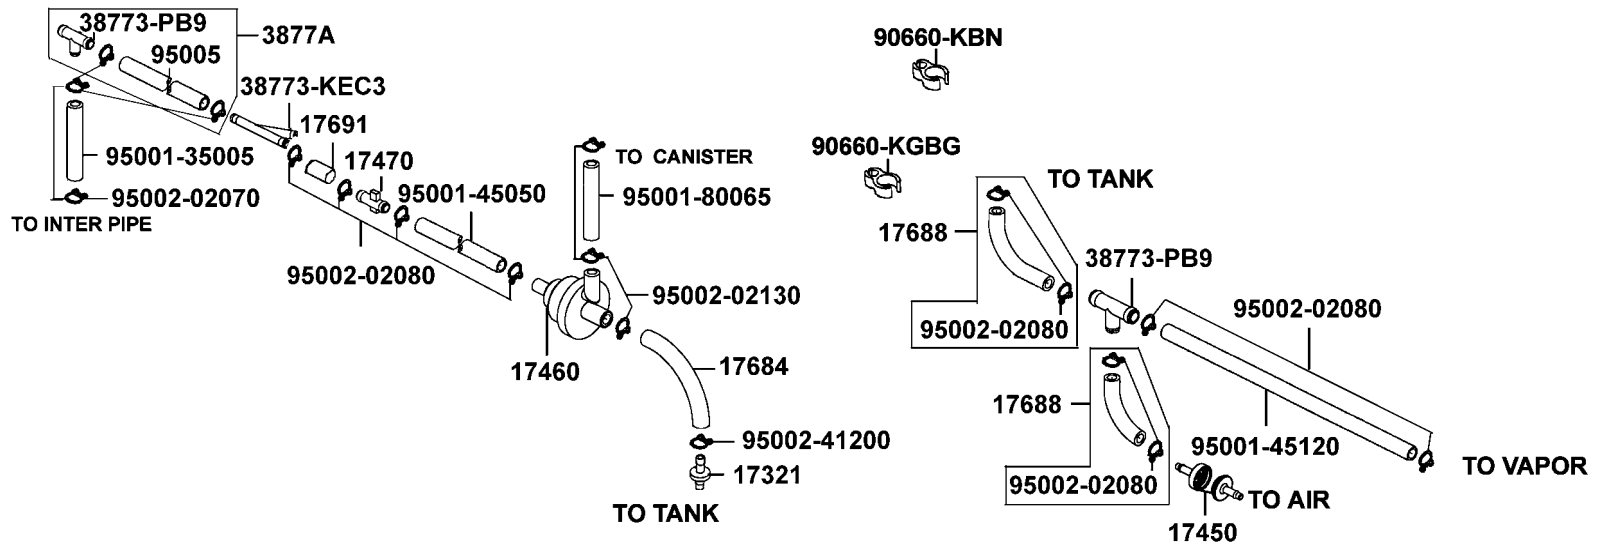 38773-PB9
3877A
95005
38773-KEC3
17691
17470
95001-35005
95002-02070
TO INTER PIPE
95001-45050
95002-02080
TO CANISTER
95001-80065
95002-02130
17460
17684
95002-41200
17321
TO TANK
90660-KBN
90660-KGBG
TO TANK
17688
38773-PB9
95002-02080
95002-02080
17688
95001-45120
95002-02080
TO VAPOR
TO AIR
17450